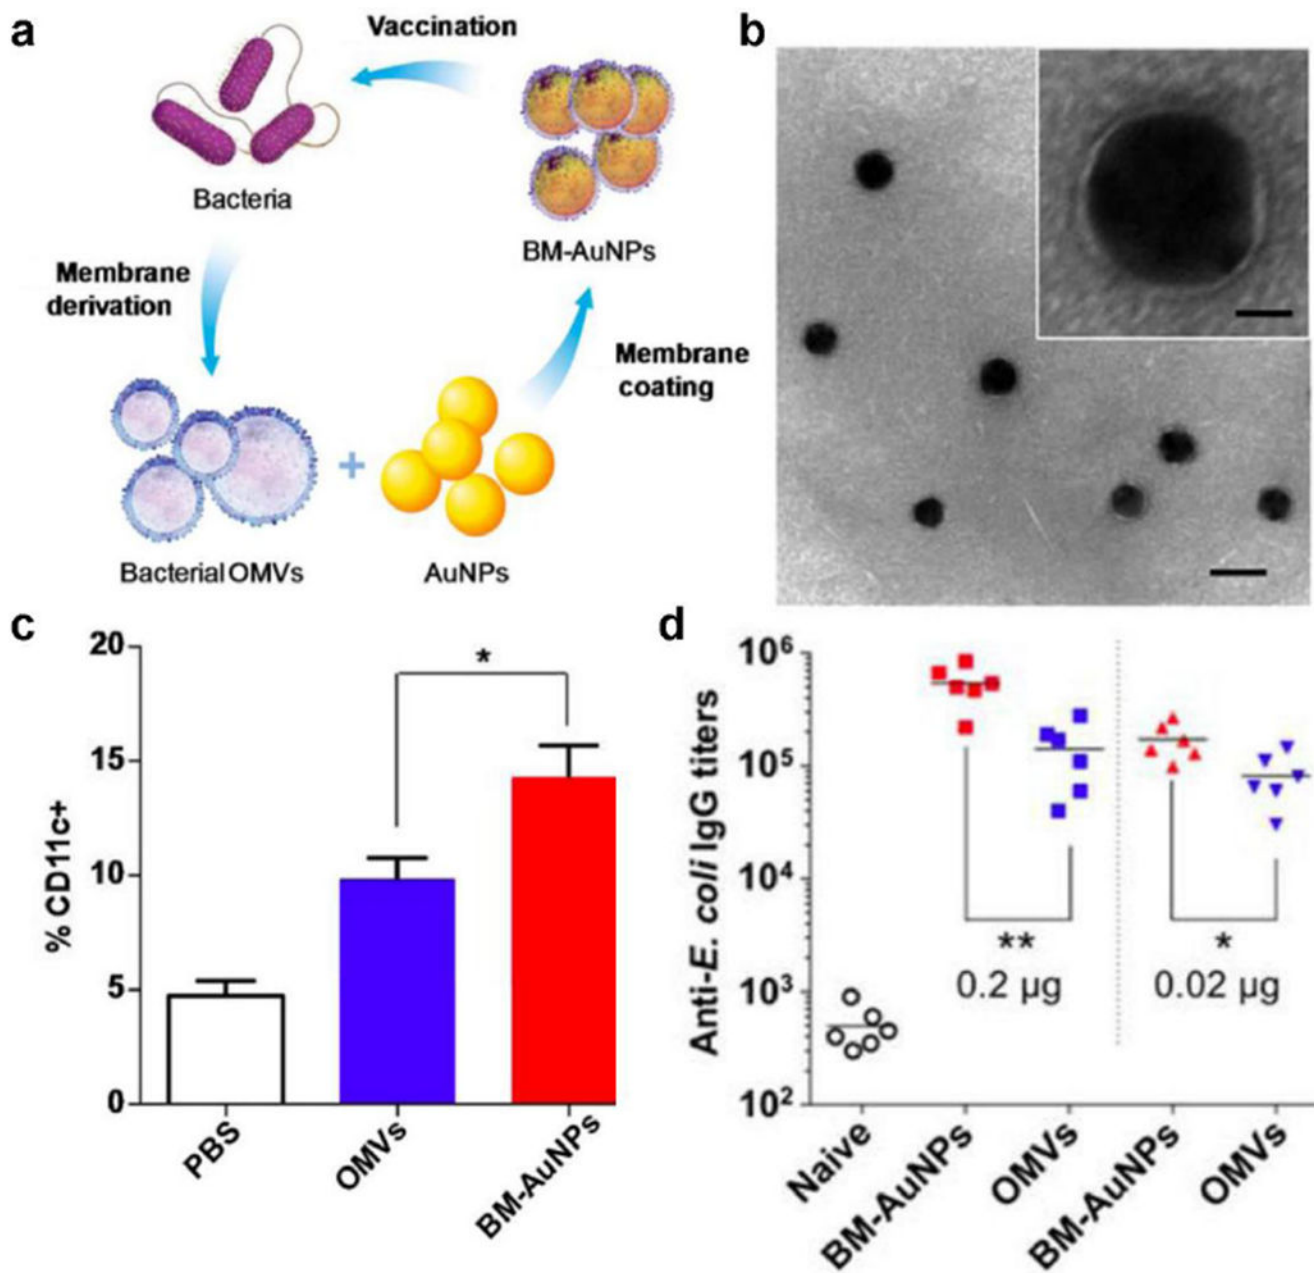 a
Vaccination
Bacteria
BM-AuNPs
Membrane
derivation
Membrane
coating
+
Bacterial OMVs
AuNPs
b
c
% CD11c+
20
15
10
5
0
*
PBS
OMVs
BM-AuNPs
d
Anti-E. coli IgG titers
10⁶
10⁵
10⁴
10³
10²
**
0.2 µg
*
0.02 µg
Naive
BM-AuNPs
OMVs
BM-AuNPs
OMVs